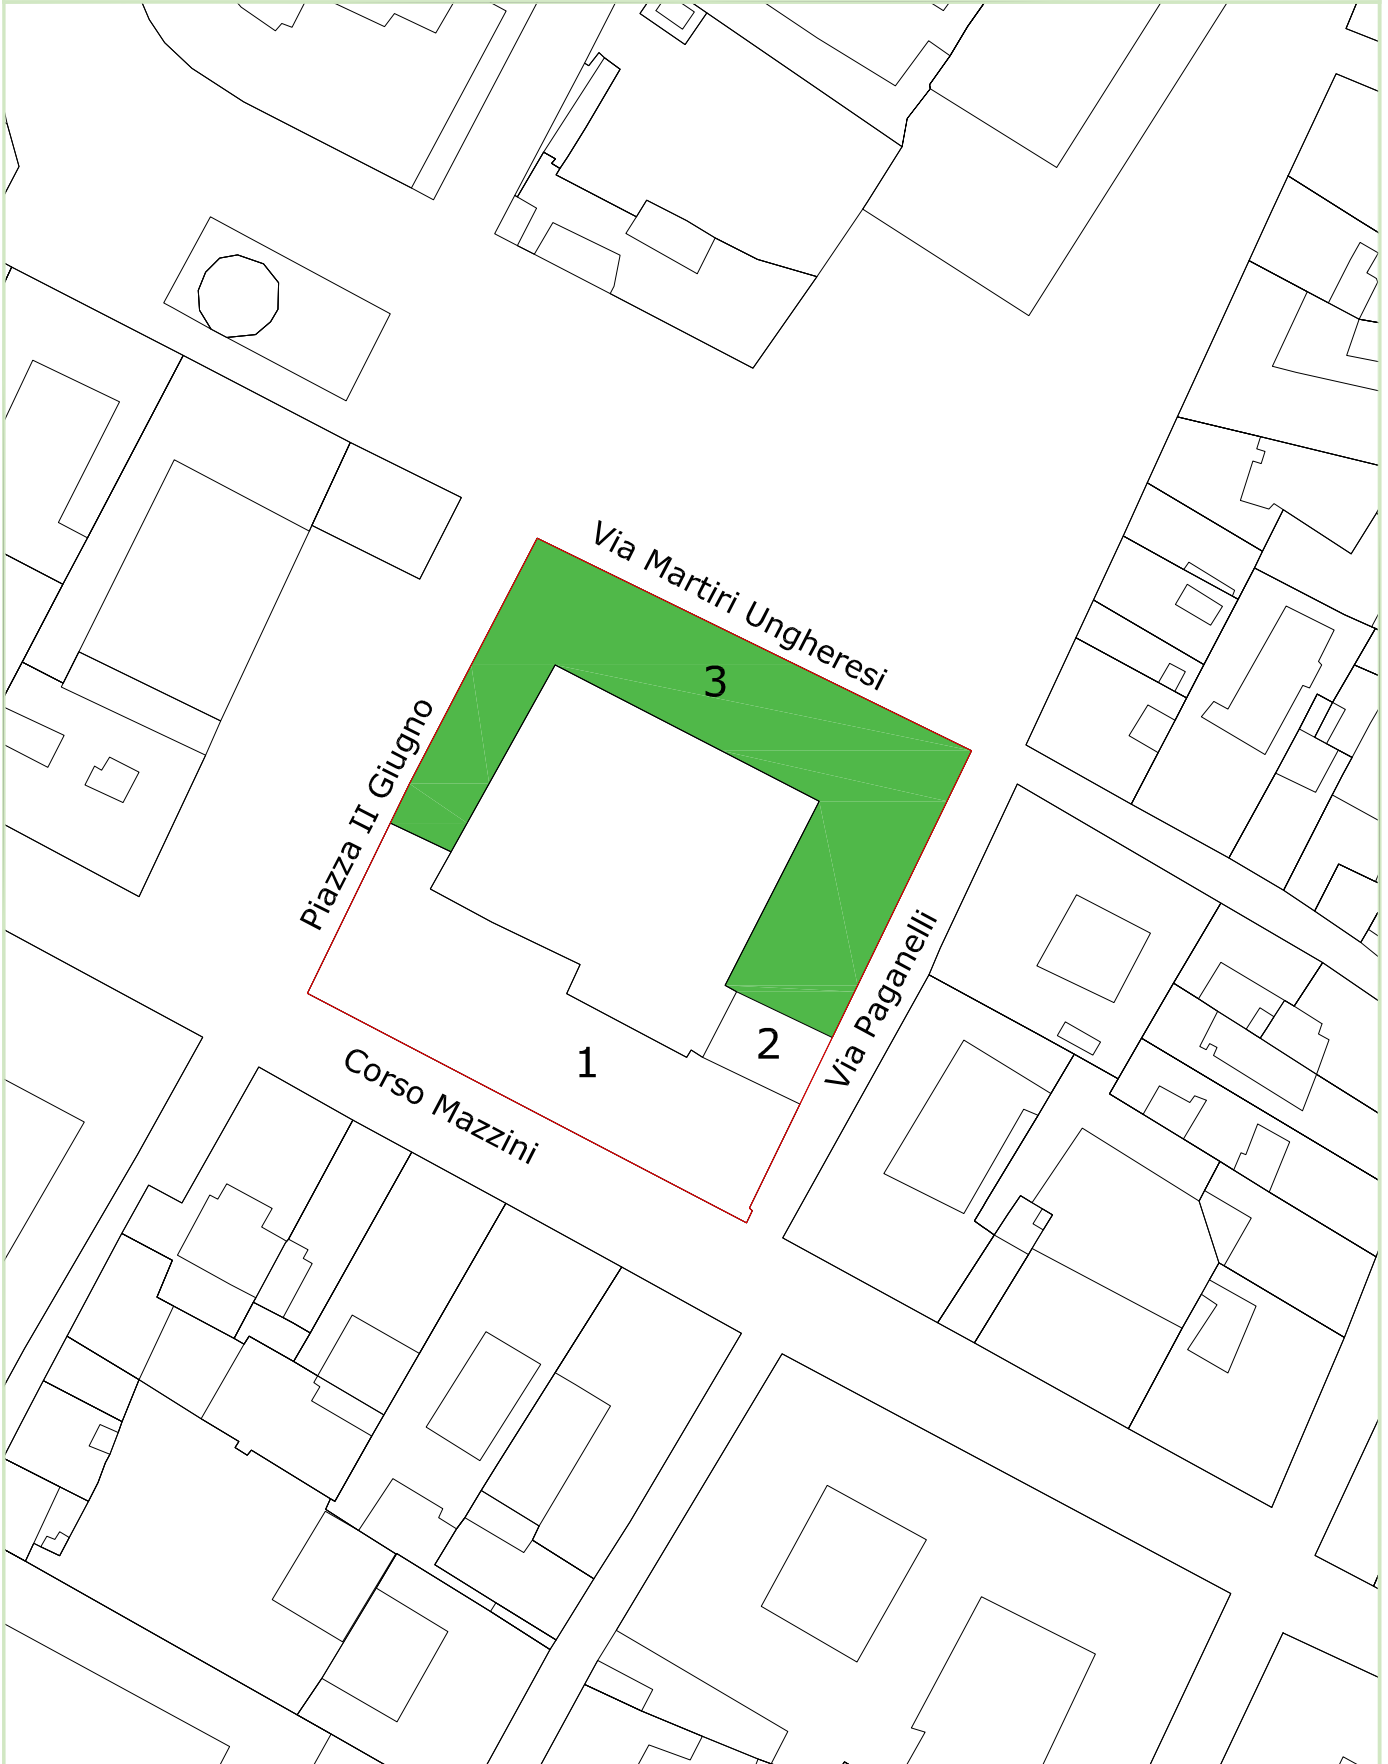 Via Martiri Ungheresi
3
Piazza II Giugno
Via Paganelli
2
1
Corso Mazzini